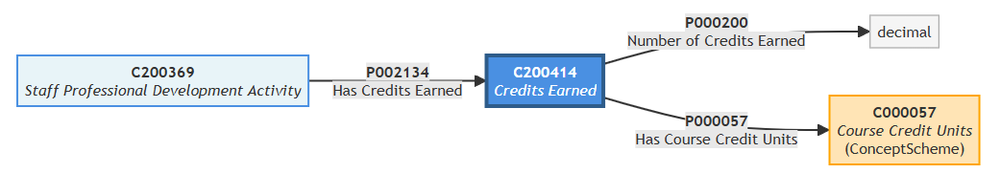 C200369
Staff Professional Development Activity
P002134
Has Credits Earned
C200414
Credits Earned
P000200
Number of Credits Earned
decimal
P000057
Has Course Credit Units
C000057
Course Credit Units
(ConceptScheme)